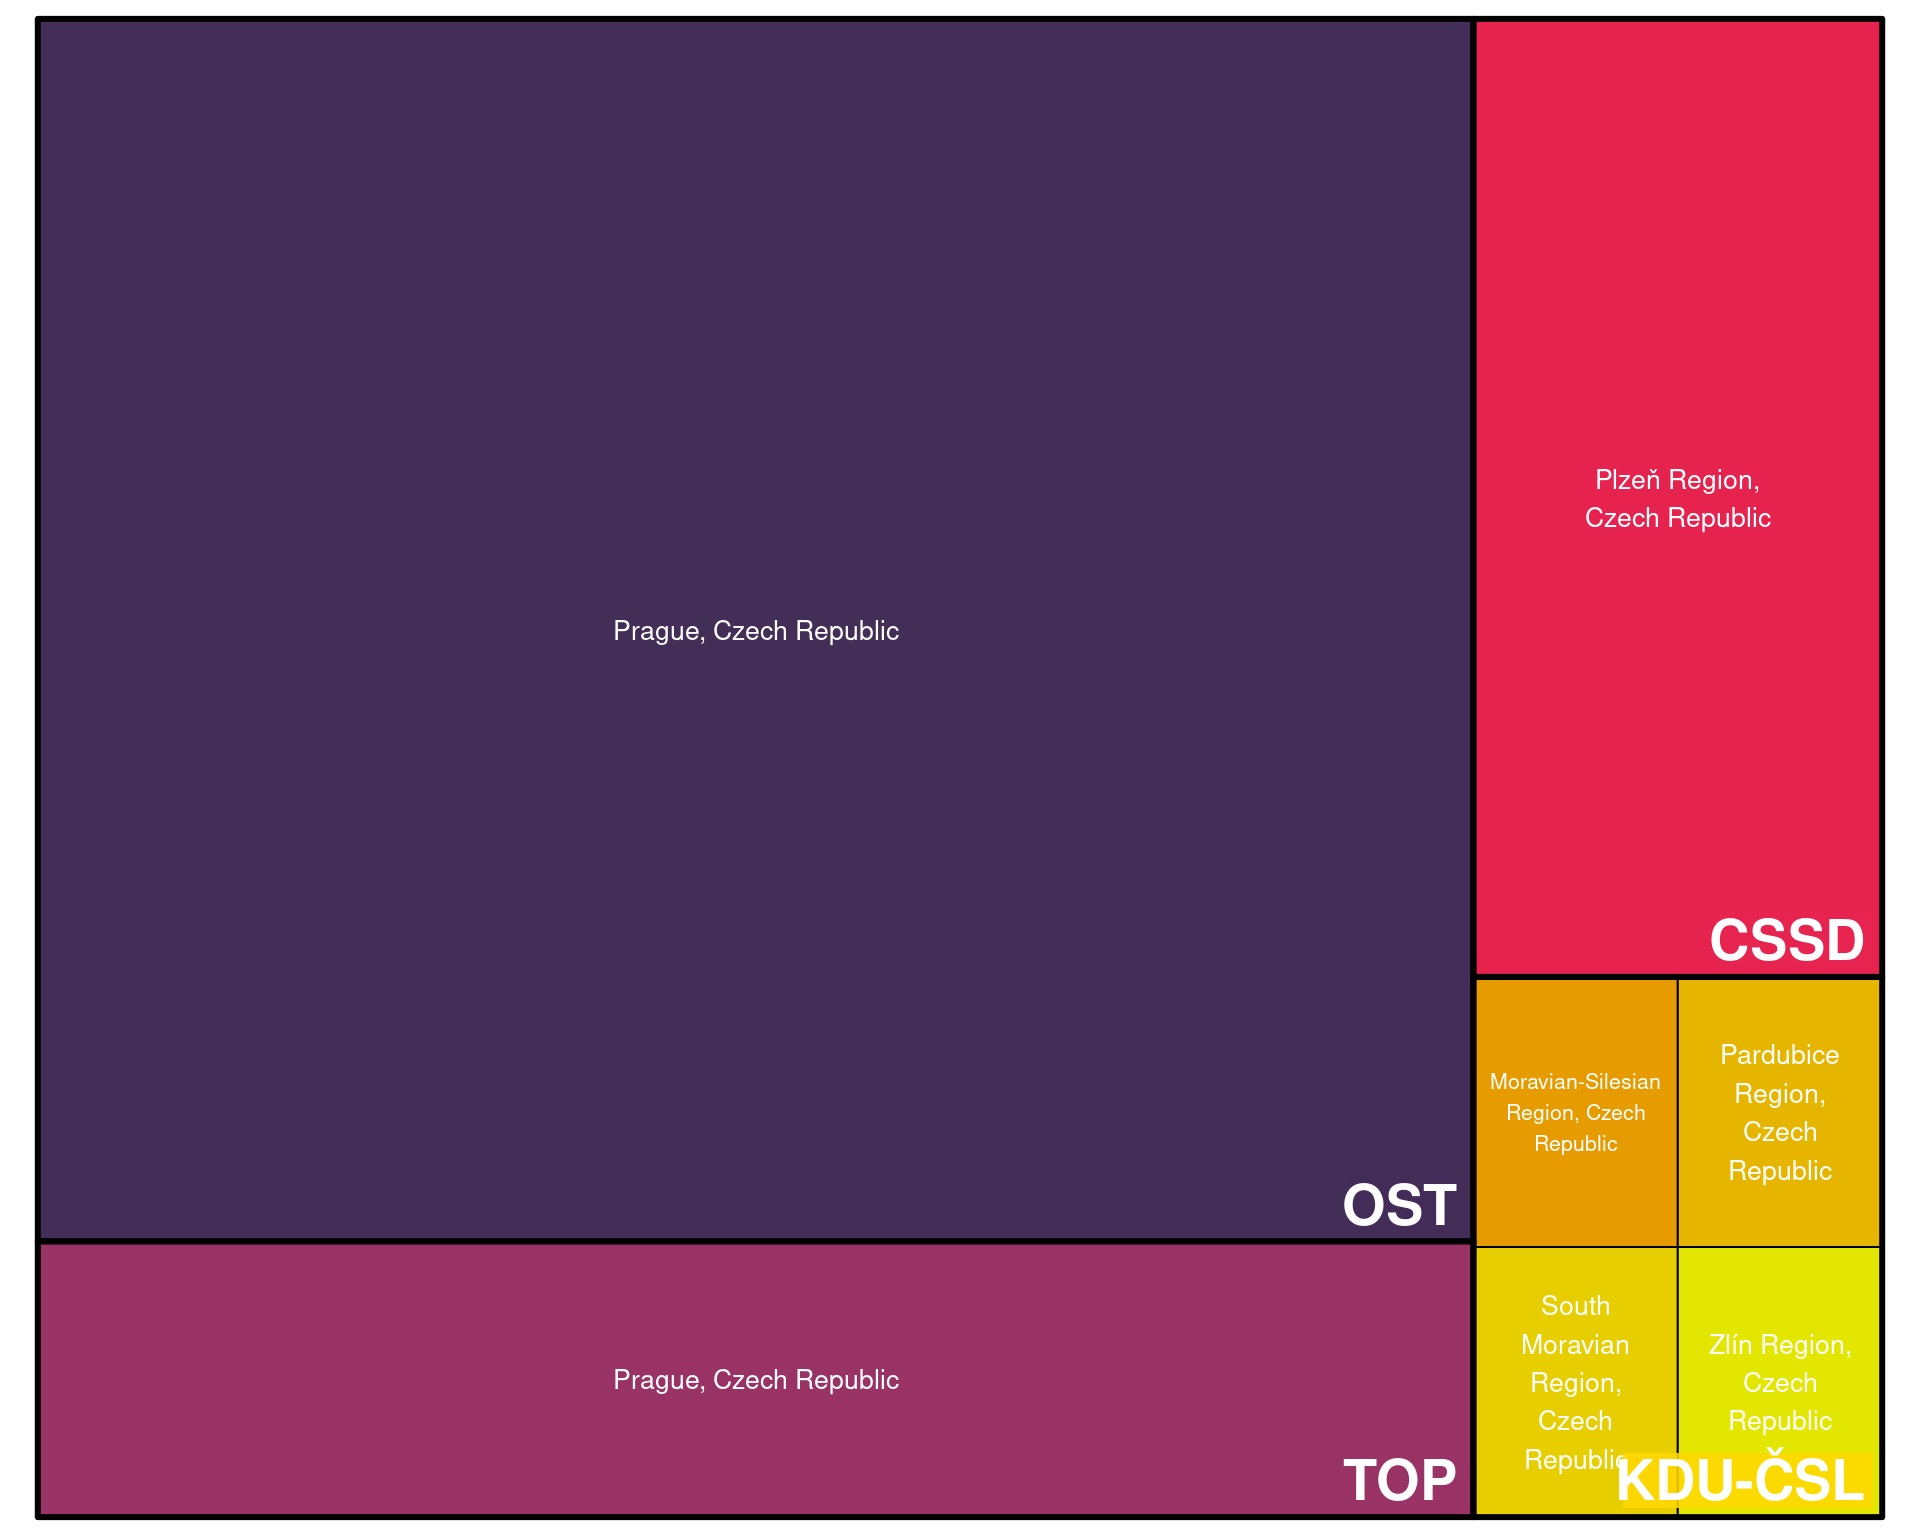 Prague, Czech Republic
OST
Prague, Czech Republic
TOP
Plzeň Region,
Czech Republic
CSSD
Moravian-Silesian
Region, Czech
Republic
Pardubice
Region,
Czech
Republic
South
Moravian
Region,
Czech
Republic
Zlín Region,
Czech
Republic
KDU-ČSL